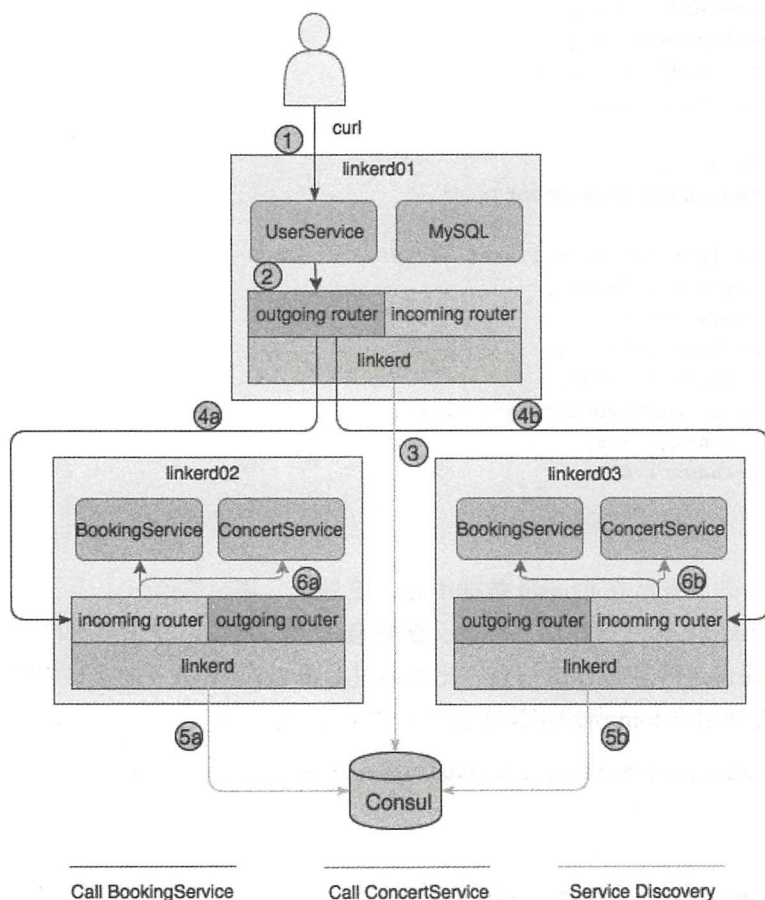 curl
1
linkerd01
UserService
MySQL
2
outgoing router
incoming router
linkerd
4a
4b
3
linkerd02
linkerd03
BookingService
ConcertService
BookingService
ConcertService
6a
6b
incoming router
outgoing router
outgoing router
incoming router
linkerd
linkerd
5a
5b
Consul
Call BookingService
Call ConcertService
Service Discovery